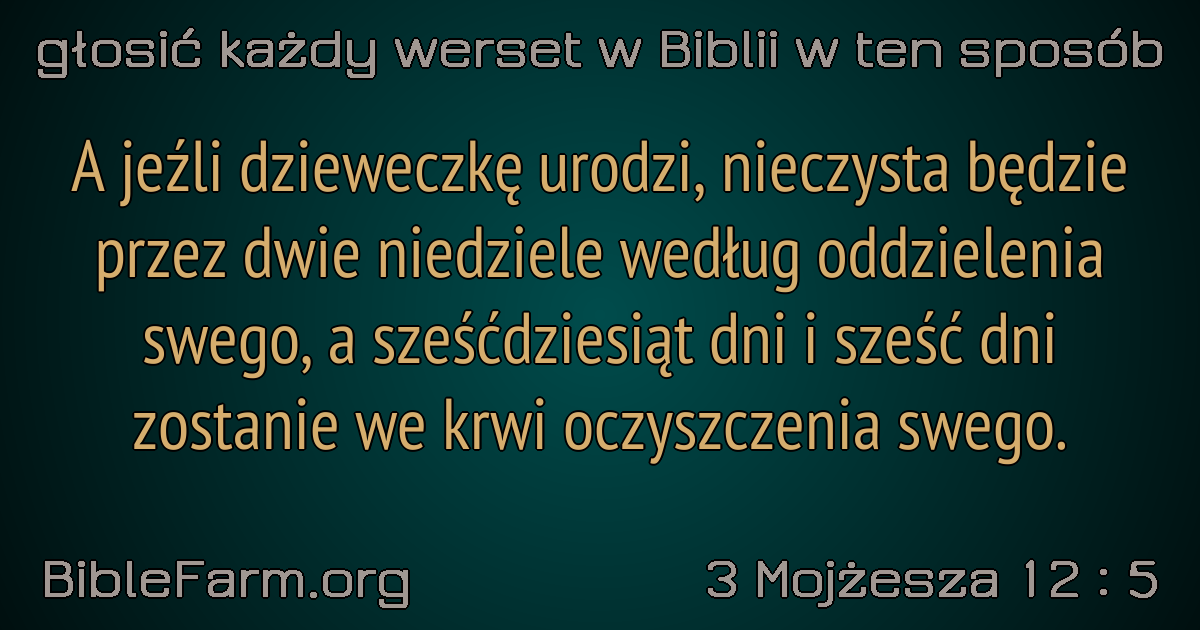 głosić każdy werset w Biblii w ten sposób
A jeźli dzieweczkę urodzi, nieczysta będzie
przez dwie niedziele według oddzielenia
swego, a sześćdziesiąt dni i sześć dni
zostanie we krwi oczyszczenia swego.
BibleFarm.org
3 Mojżesza 12 : 5